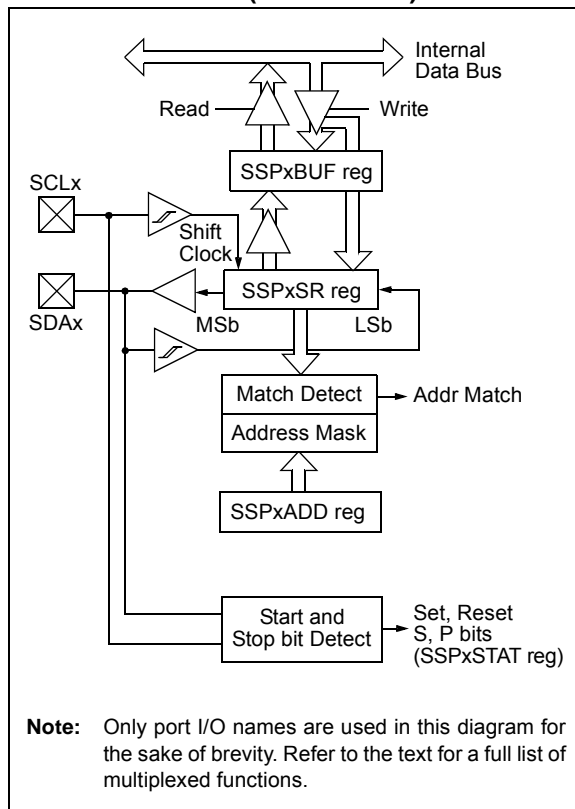 Internal
Data Bus
Read
Write
SSPxBUF reg
SCLx
Shift
Clock
SSPxSR reg
SDAx
MSb
LSb
Match Detect
Addr Match
Address Mask
SSPxADD reg
Start and
Stop bit Detect
Set, Reset
S, P bits
(SSPxSTAT reg)
Note: Only port I/O names are used in this diagram for
the sake of brevity. Refer to the text for a full list of
multiplexed functions.